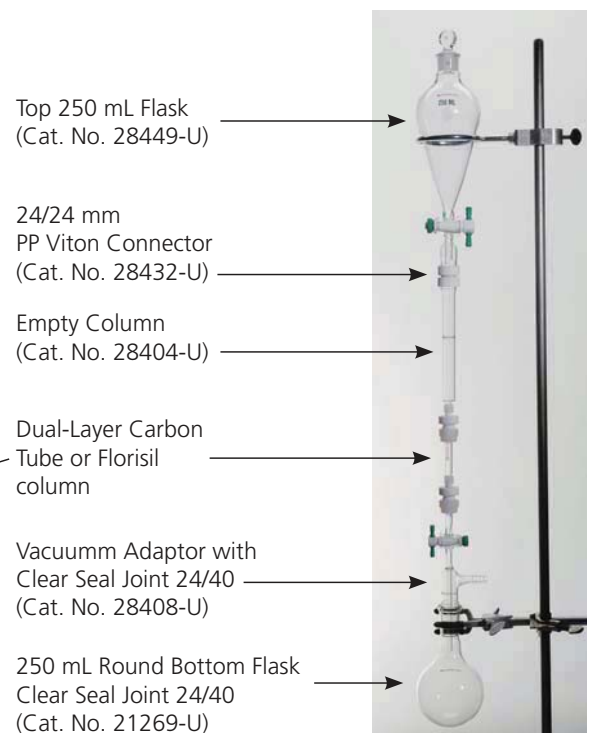 Top 250 mL Flask
(Cat. No. 28449-U)
24/24 mm
PP Viton Connector
(Cat. No. 28432-U)
Empty Column
(Cat. No. 28404-U)
Dual-Layer Carbon
Tube or Florisil
column
Vacuumm Adaptor with
Clear Seal Joint 24/40
(Cat. No. 28408-U)
250 mL Round Bottom Flask
Clear Seal Joint 24/40
(Cat. No. 21269-U)
250 ML